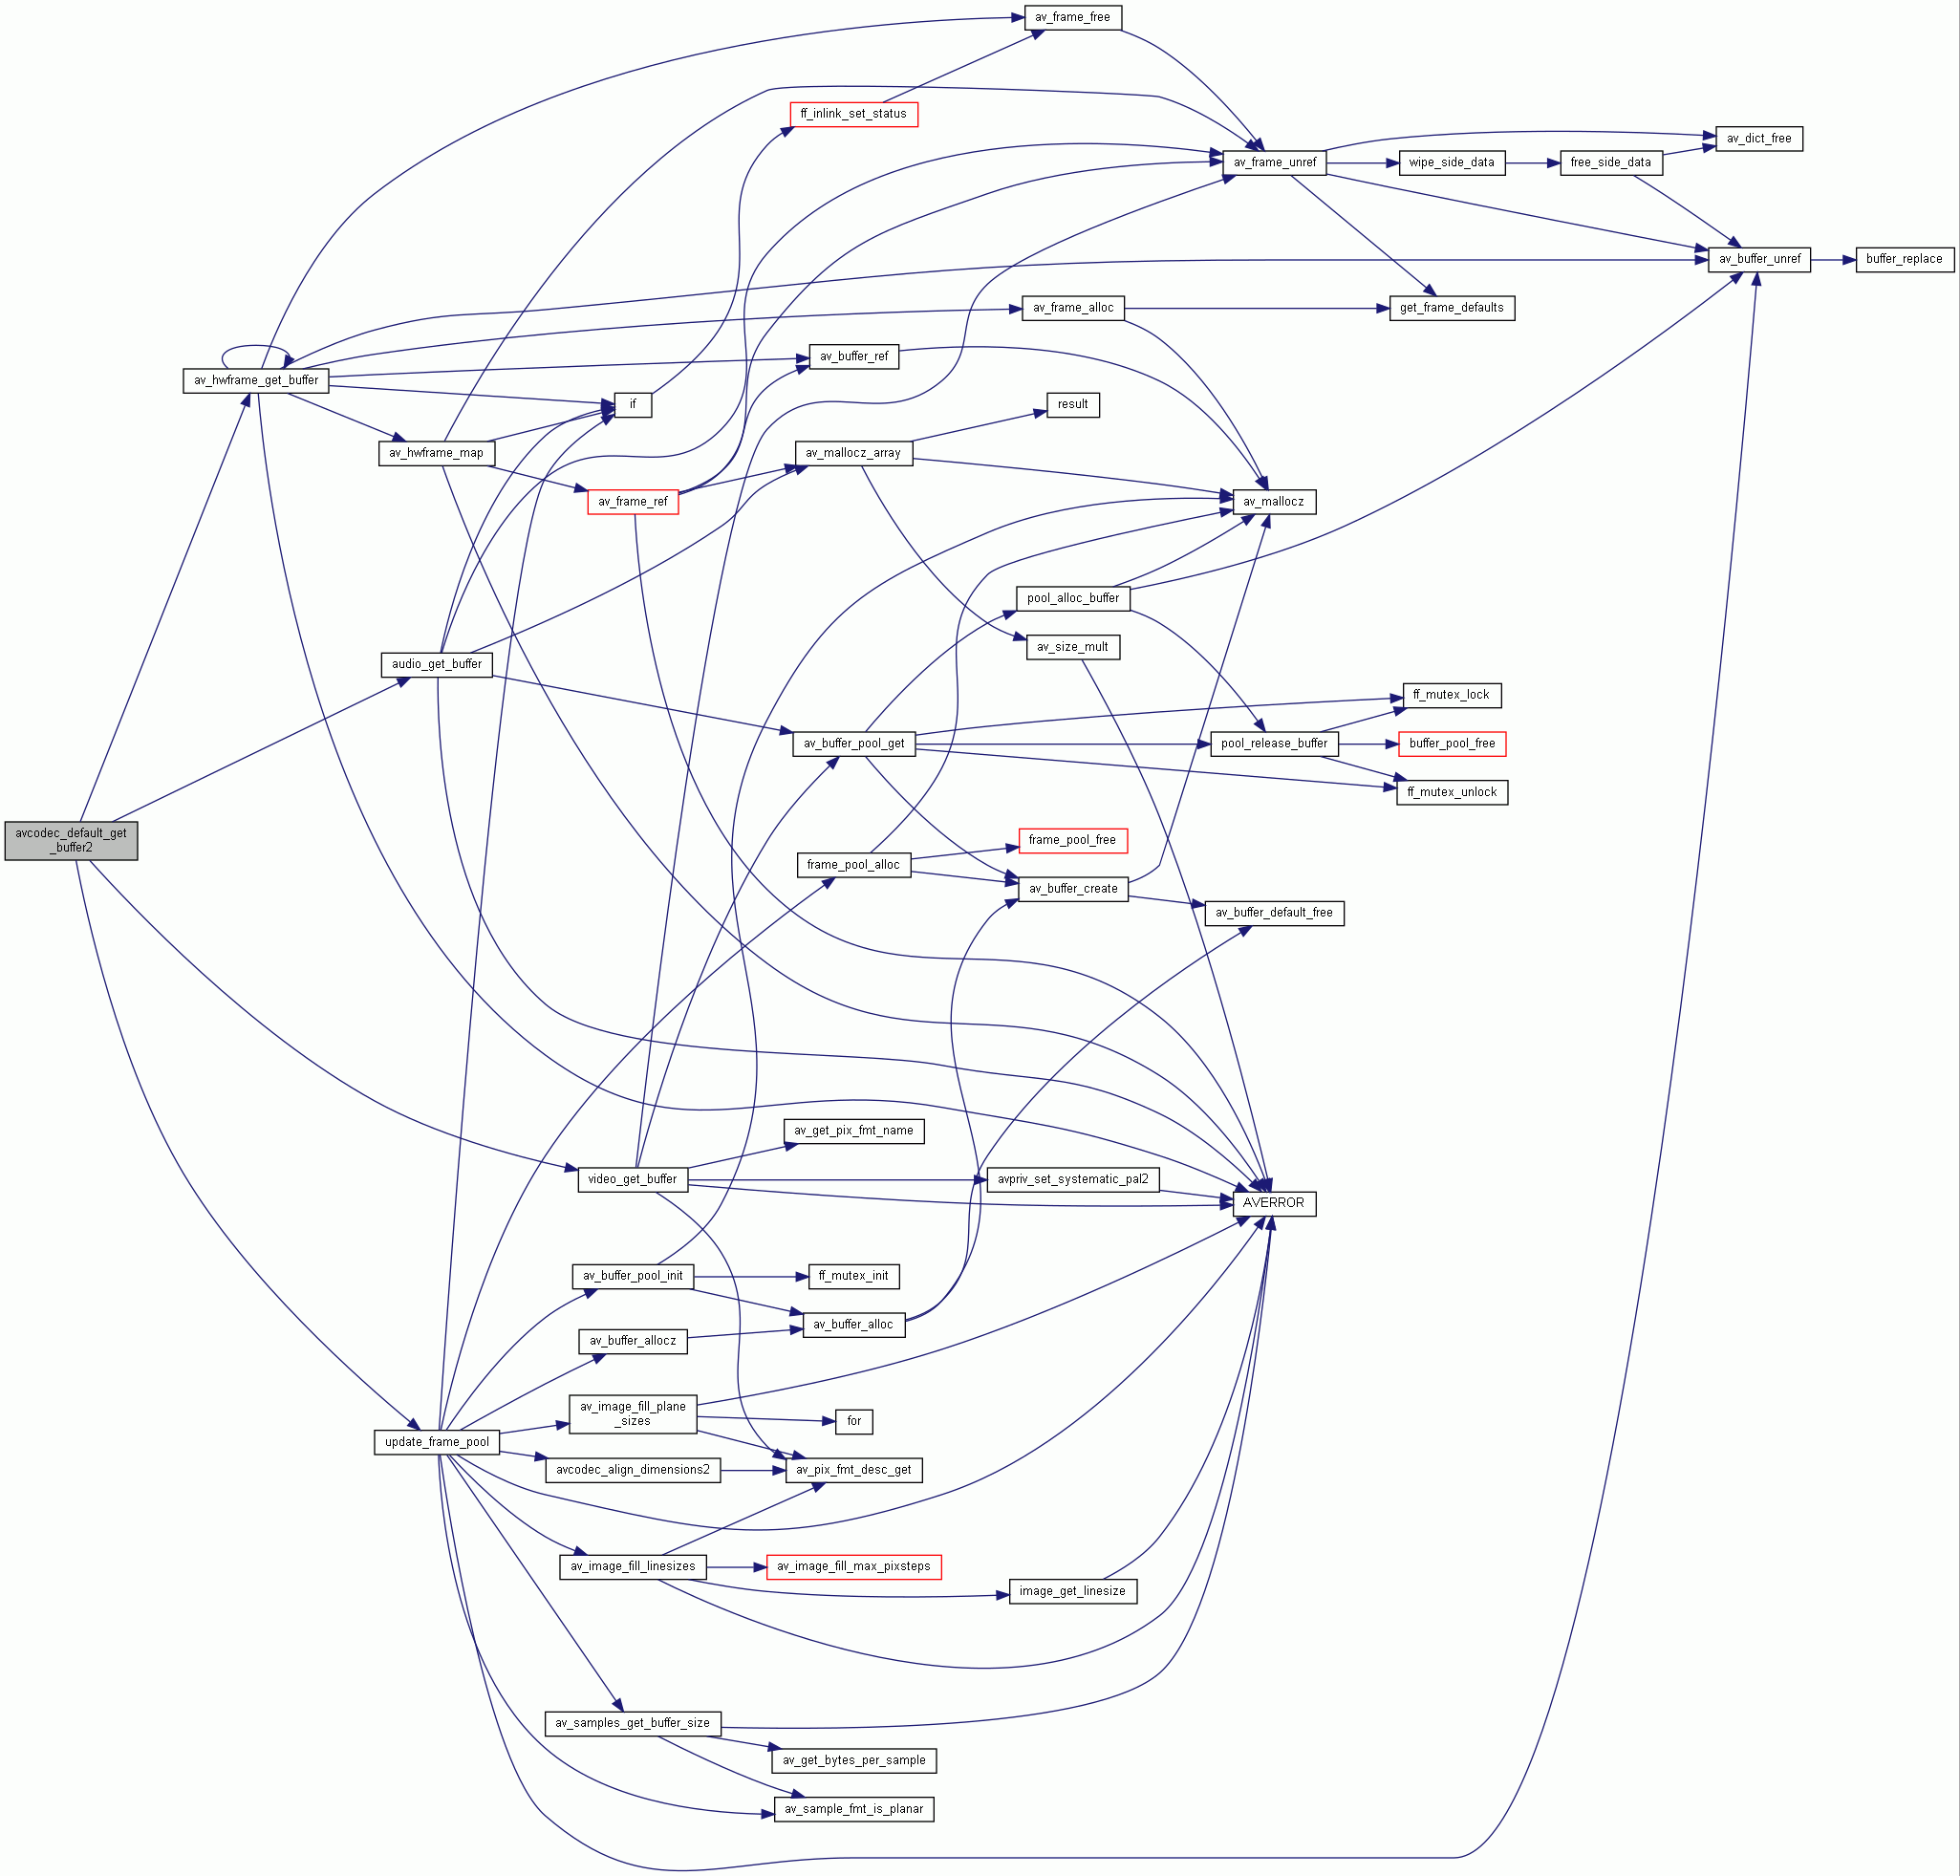 av_frame_free
ff_inlink_set_status
av_dict_free
av_frame_unref
wipe_side_data
free_side_data
av_buffer_unref
buffer_replace
av_frame_alloc
get_frame_defaults
av_buffer_ref
av_hwframe_get_buffer
if
result
av_hwframe_map
av_mallocz_array
av_frame_ref
av_mallocz
pool_alloc_buffer
av_size_mult
audio_get_buffer
ff_mutex_lock
av_buffer_pool_get
pool_release_buffer
buffer_pool_free
ff_mutex_unlock
avcodec_default_get
_buffer2
frame_pool_free
frame_pool_alloc
av_buffer_create
av_buffer_default_free
av_get_pix_fmt_name
video_get_buffer
avpriv_set_systematic_pal2
AVERROR
av_buffer_pool_init
ff_mutex_init
av_buffer_alloc
av_buffer_allocz
av_image_fill_plane
_sizes
for
update_frame_pool
avcodec_align_dimensions2
av_pix_fmt_desc_get
av_image_fill_linesizes
av_image_fill_max_pixsteps
image_get_linesize
av_samples_get_buffer_size
av_get_bytes_per_sample
av_sample_fmt_is_planar